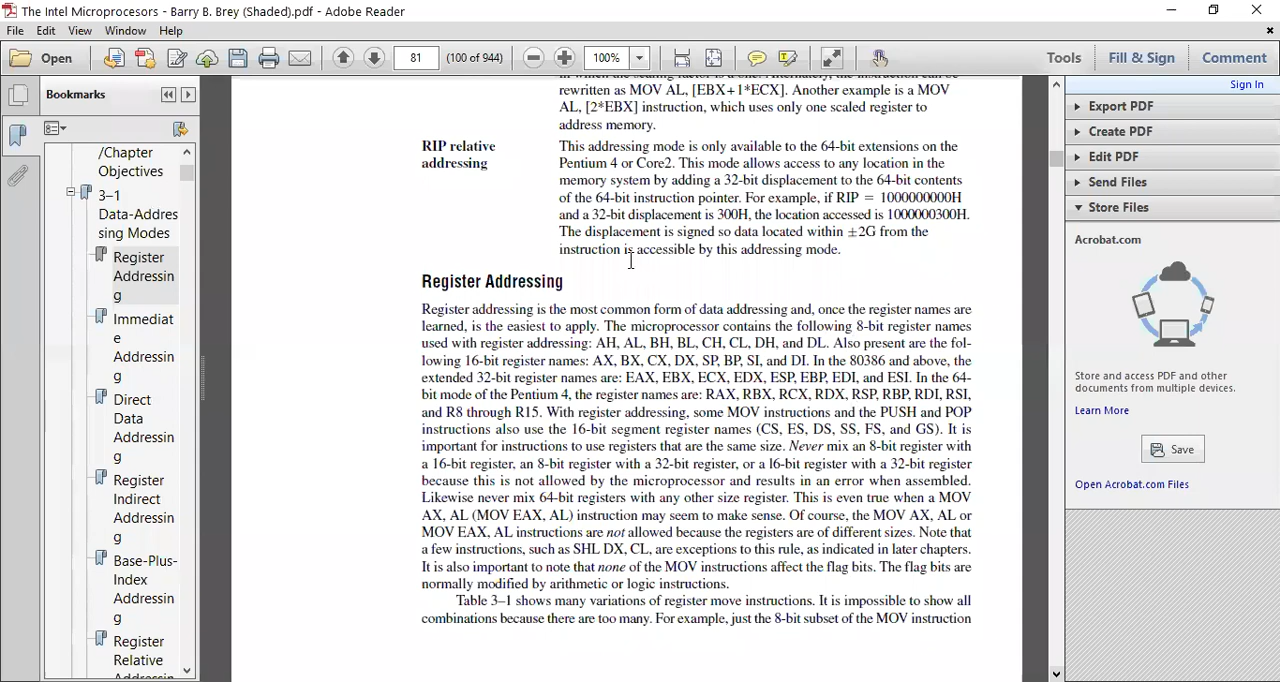 The Intel Microprocesors - Barry B. Brey (Shaded).pdf - Adobe Reader
File Edit View Window Help
Open 81 (100 of 944) 100% Tools Fill & Sign Comment
Bookmarks
/Chapter
Objectives
3–1
Data-Addres
sing Modes
Register
Addressin
g
Immediat
e
Addressin
g
Direct
Data
Addressin
g
Register
Indirect
Addressin
g
Base-Plus-
Index
Addressin
g
Register
Relative
in which the scaling factor is a one. Alternately, the instruction can be
rewritten as MOV AL, [EBX+1*ECX]. Another example is a MOV
AL, [2*EBX] instruction, which uses only one scaled register to
address memory.
RIP relative
addressing
This addressing mode is only available to the 64-bit extensions on the
Pentium 4 or Core2. This mode allows access to any location in the
memory system by adding a 32-bit displacement to the 64-bit contents
of the 64-bit instruction pointer. For example, if RIP = 1000000000H
and a 32-bit displacement is 300H, the location accessed is 1000000300H.
The displacement is signed so data located within ±2G from the
instruction is accessible by this addressing mode.
Register Addressing
Register addressing is the most common form of data addressing and, once the register names are
learned, is the easiest to apply. The microprocessor contains the following 8-bit register names
used with register addressing: AH, AL, BH, BL, CH, CL, DH, and DL. Also present are the fol-
lowing 16-bit register names: AX, BX, CX, DX, SP, BP, SI, and DI. In the 80386 and above, the
extended 32-bit register names are: EAX, EBX, ECX, EDX, ESP, EBP, EDI, and ESI. In the 64-
bit mode of the Pentium 4, the register names are: RAX, RBX, RCX, RDX, RSP, RBP, RDI, RSI,
and R8 through R15. With register addressing, some MOV instructions and the PUSH and POP
instructions also use the 16-bit segment register names (CS, ES, DS, SS, FS, and GS). It is
important for instructions to use registers that are the same size. Never mix an 8-bit register with
a 16-bit register, an 8-bit register with a 32-bit register, or a l6-bit register with a 32-bit register
because this is not allowed by the microprocessor and results in an error when assembled.
Likewise never mix 64-bit registers with any other size register. This is even true when a MOV
AX, AL (MOV EAX, AL) instruction may seem to make sense. Of course, the MOV AX, AL or
MOV EAX, AL instructions are not allowed because the registers are of different sizes. Note that
a few instructions, such as SHL DX, CL, are exceptions to this rule, as indicated in later chapters.
It is also important to note that none of the MOV instructions affect the flag bits. The flag bits are
normally modified by arithmetic or logic instructions.
Table 3–1 shows many variations of register move instructions. It is impossible to show all
combinations because there are too many. For example, just the 8-bit subset of the MOV instruction
Sign In
Export PDF
Create PDF
Edit PDF
Send Files
Store Files
Acrobat.com
Store and access PDF and other
documents from multiple devices.
Learn More
Save
Open Acrobat.com Files